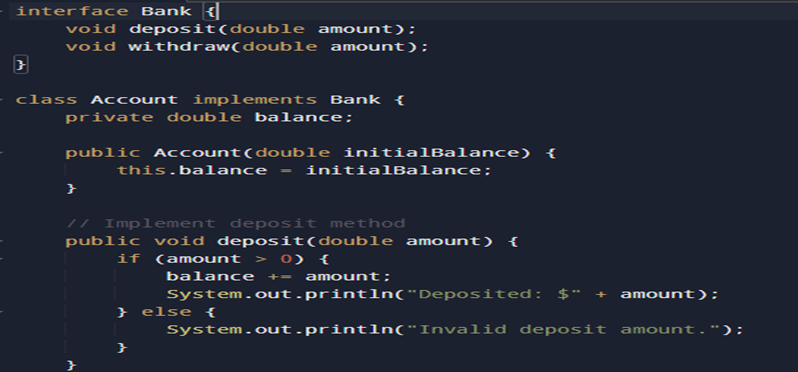 interface Bank {
    void deposit(double amount);
    void withdraw(double amount);
}

class Account implements Bank {
    private double balance;

    public Account(double initialBalance) {
        this.balance = initialBalance;
    }

    // Implement deposit method
    public void deposit(double amount) {
        if (amount > 0) {
            balance += amount;
            System.out.println("Deposited: $" + amount);
        } else {
            System.out.println("Invalid deposit amount.");
        }
    }